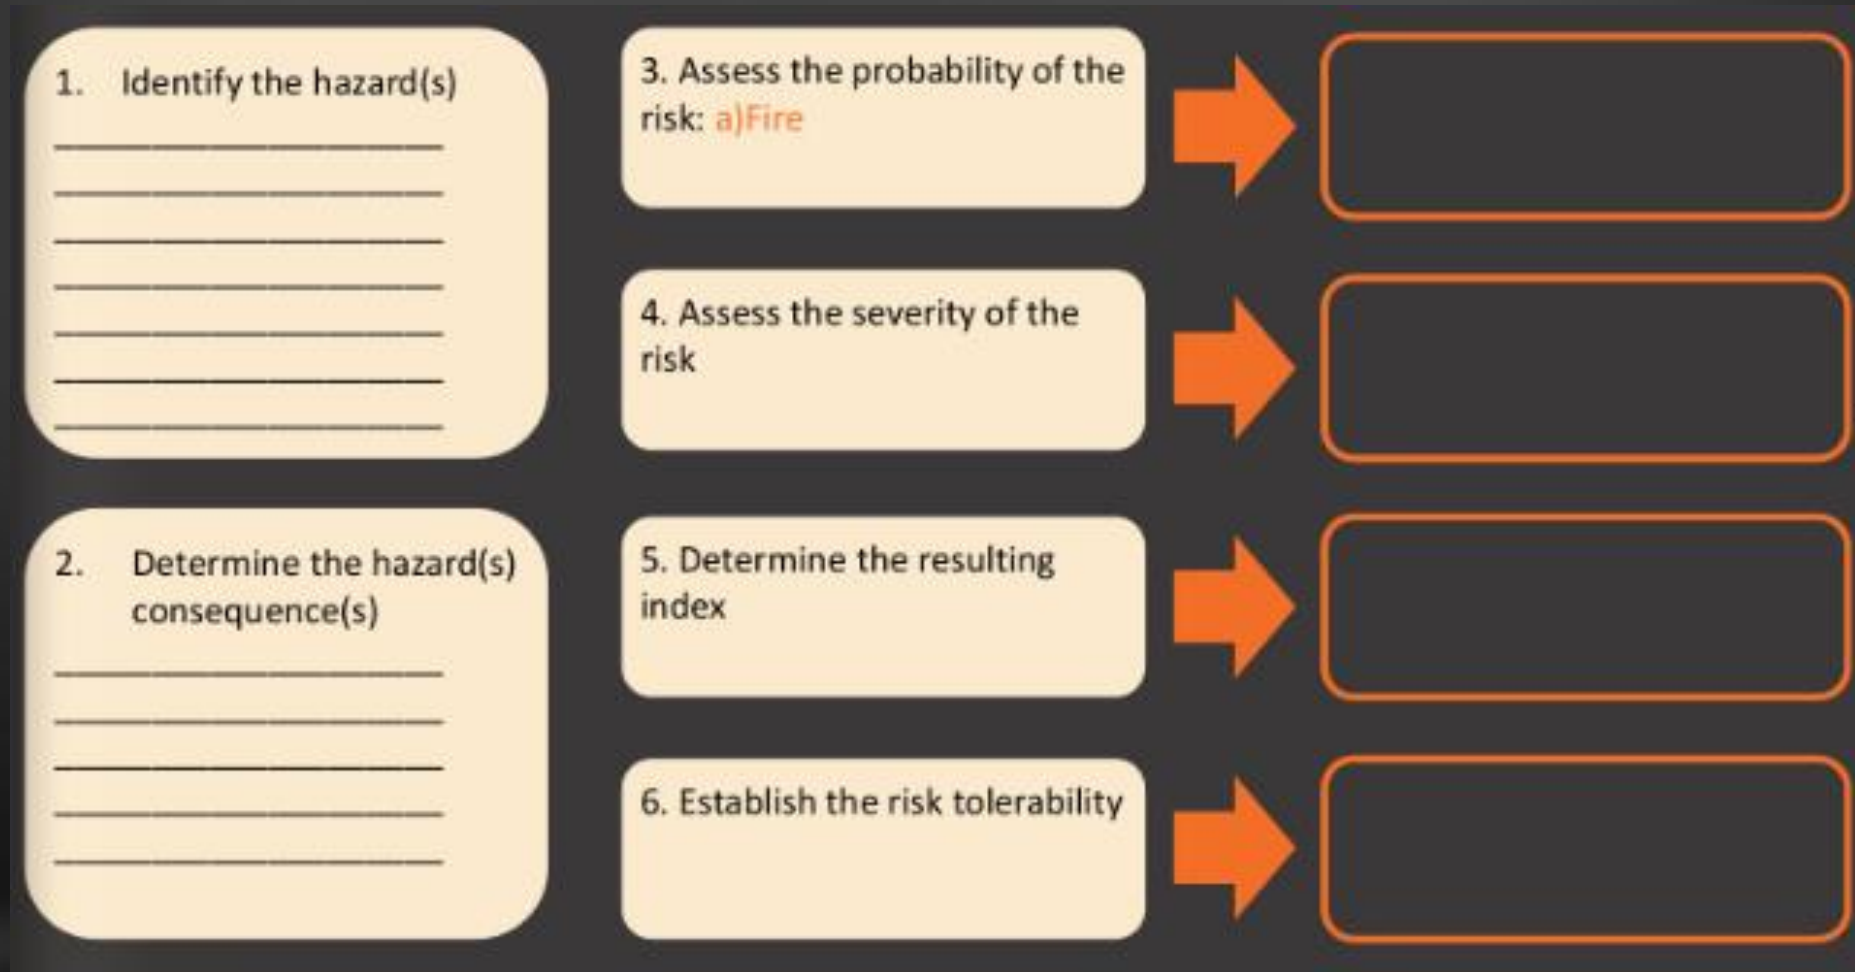 1. Identify the hazard(s)
2. Determine the hazard(s)
consequence(s)
3. Assess the probability of the
risk: a)Fire
4. Assess the severity of the
risk
5. Determine the resulting
index
6. Establish the risk tolerability